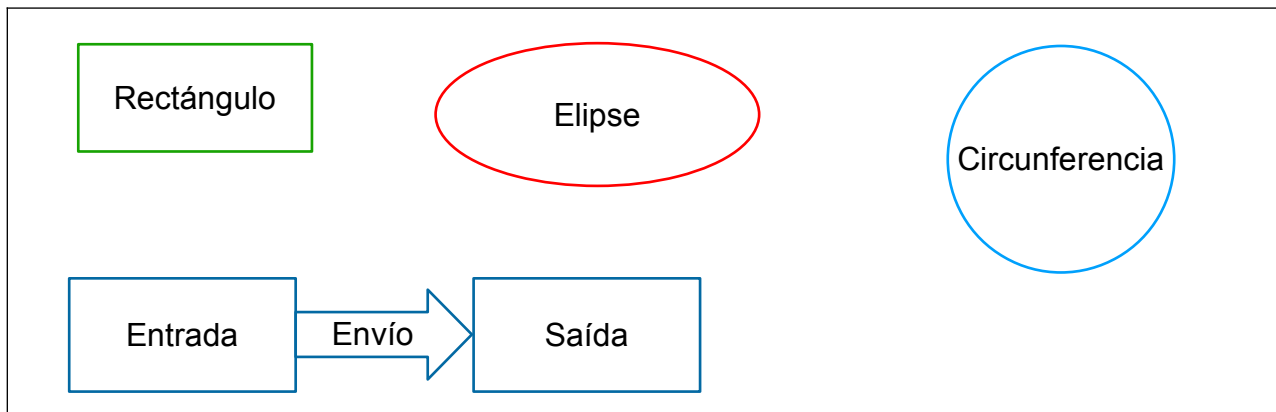 Rectángulo
Elipse
Circunferencia
Entrada
Envío
Saída